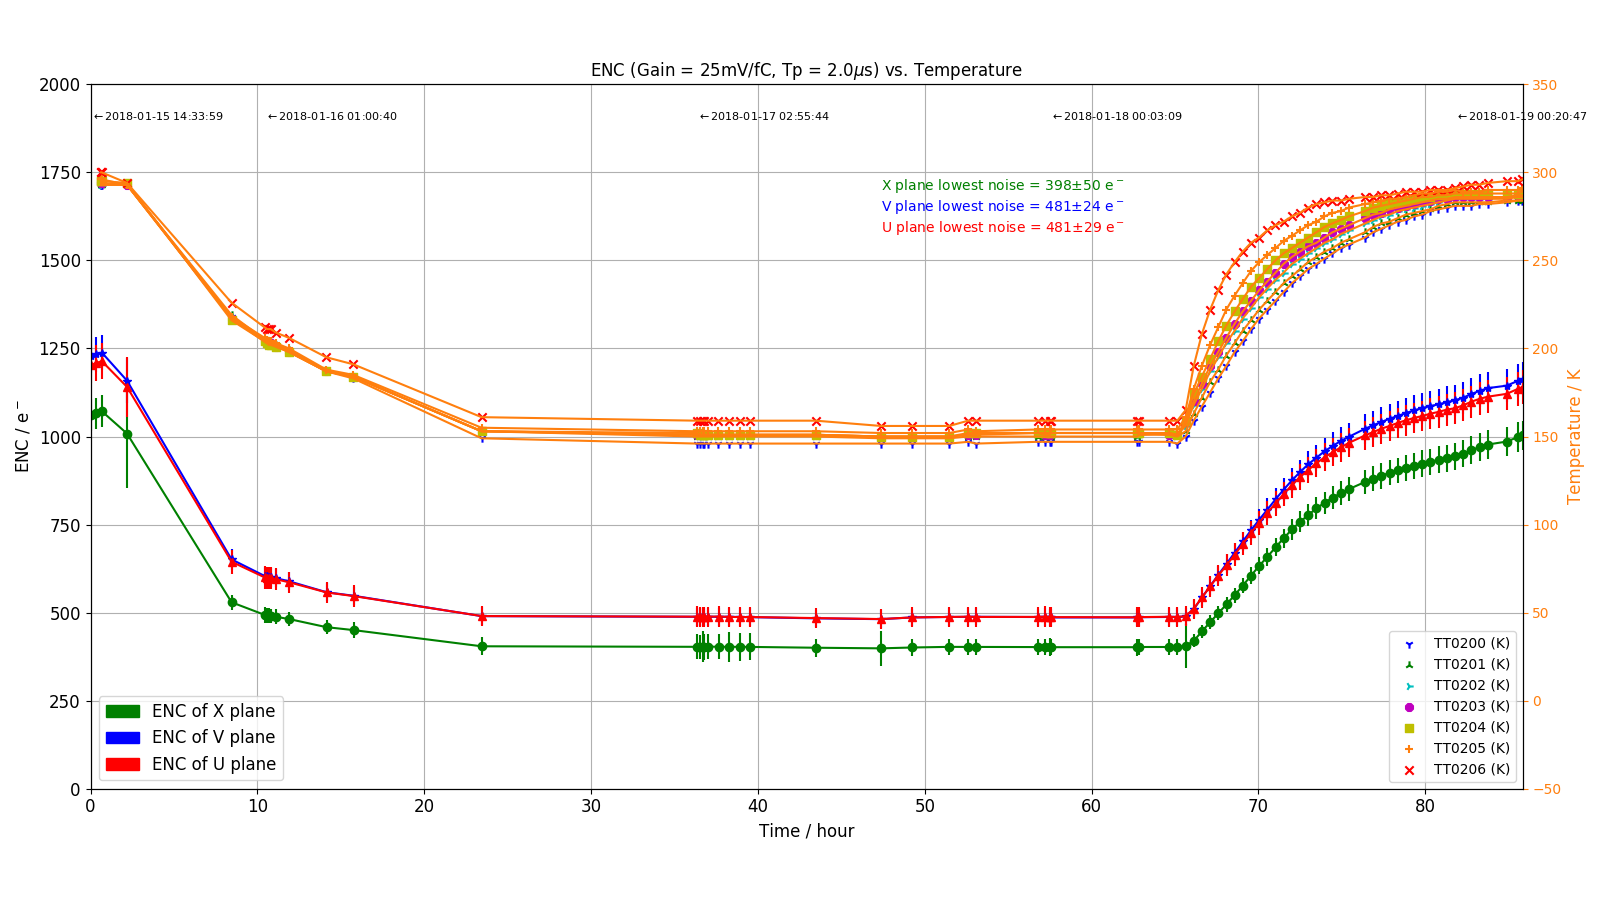 ENC (Gain = 25mV/fC, Tp = 2.0μs) vs. Temperature
2000
1750
1500
1250
1000
750
500
250
0
ENC / e⁻
350
300
250
200
150
100
50
0
−50
Temperature / K
←2018-01-15 14:33:59
←2018-01-16 01:00:40
←2018-01-17 02:55:44
←2018-01-18 00:03:09
←2018-01-19 00:20:47
X plane lowest noise = 398±50 e⁻
V plane lowest noise = 481±24 e⁻
U plane lowest noise = 481±29 e⁻
ENC of X plane
ENC of V plane
ENC of U plane
TT0200 (K)
TT0201 (K)
TT0202 (K)
TT0203 (K)
TT0204 (K)
TT0205 (K)
TT0206 (K)
0 10 20 30 40 50 60 70 80
Time / hour